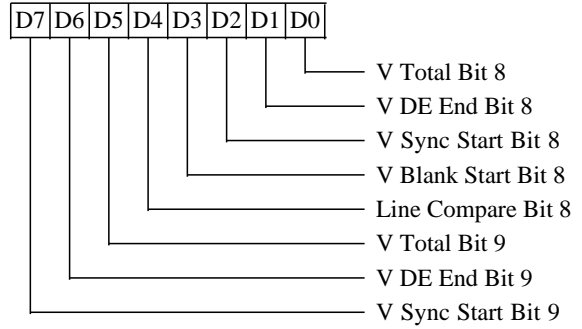 D7 D6 D5 D4 D3 D2 D1 D0
V Total Bit 8
V DE End Bit 8
V Sync Start Bit 8
V Blank Start Bit 8
Line Compare Bit 8
V Total Bit 9
V DE End Bit 9
V Sync Start Bit 9